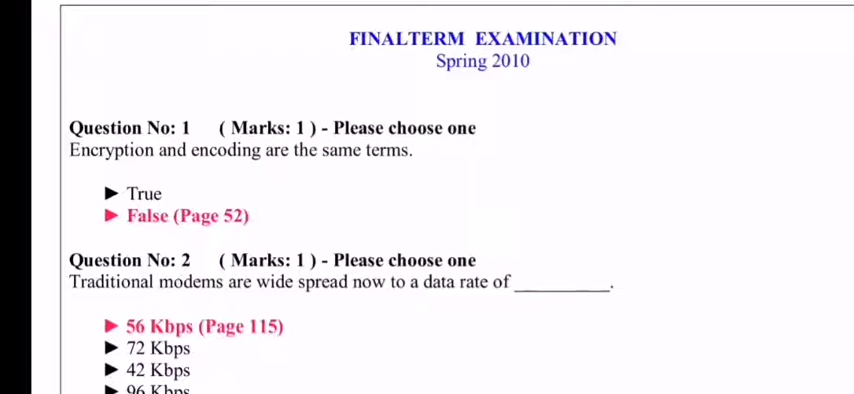 FINALTERM EXAMINATION
Spring 2010
Question No: 1 ( Marks: 1 ) - Please choose one
Encryption and encoding are the same terms.
► True
► False (Page 52)
Question No: 2 ( Marks: 1 ) - Please choose one
Traditional modems are wide spread now to a data rate of __________.
► 56 Kbps (Page 115)
► 72 Kbps
► 42 Kbps
► 96 Kbps